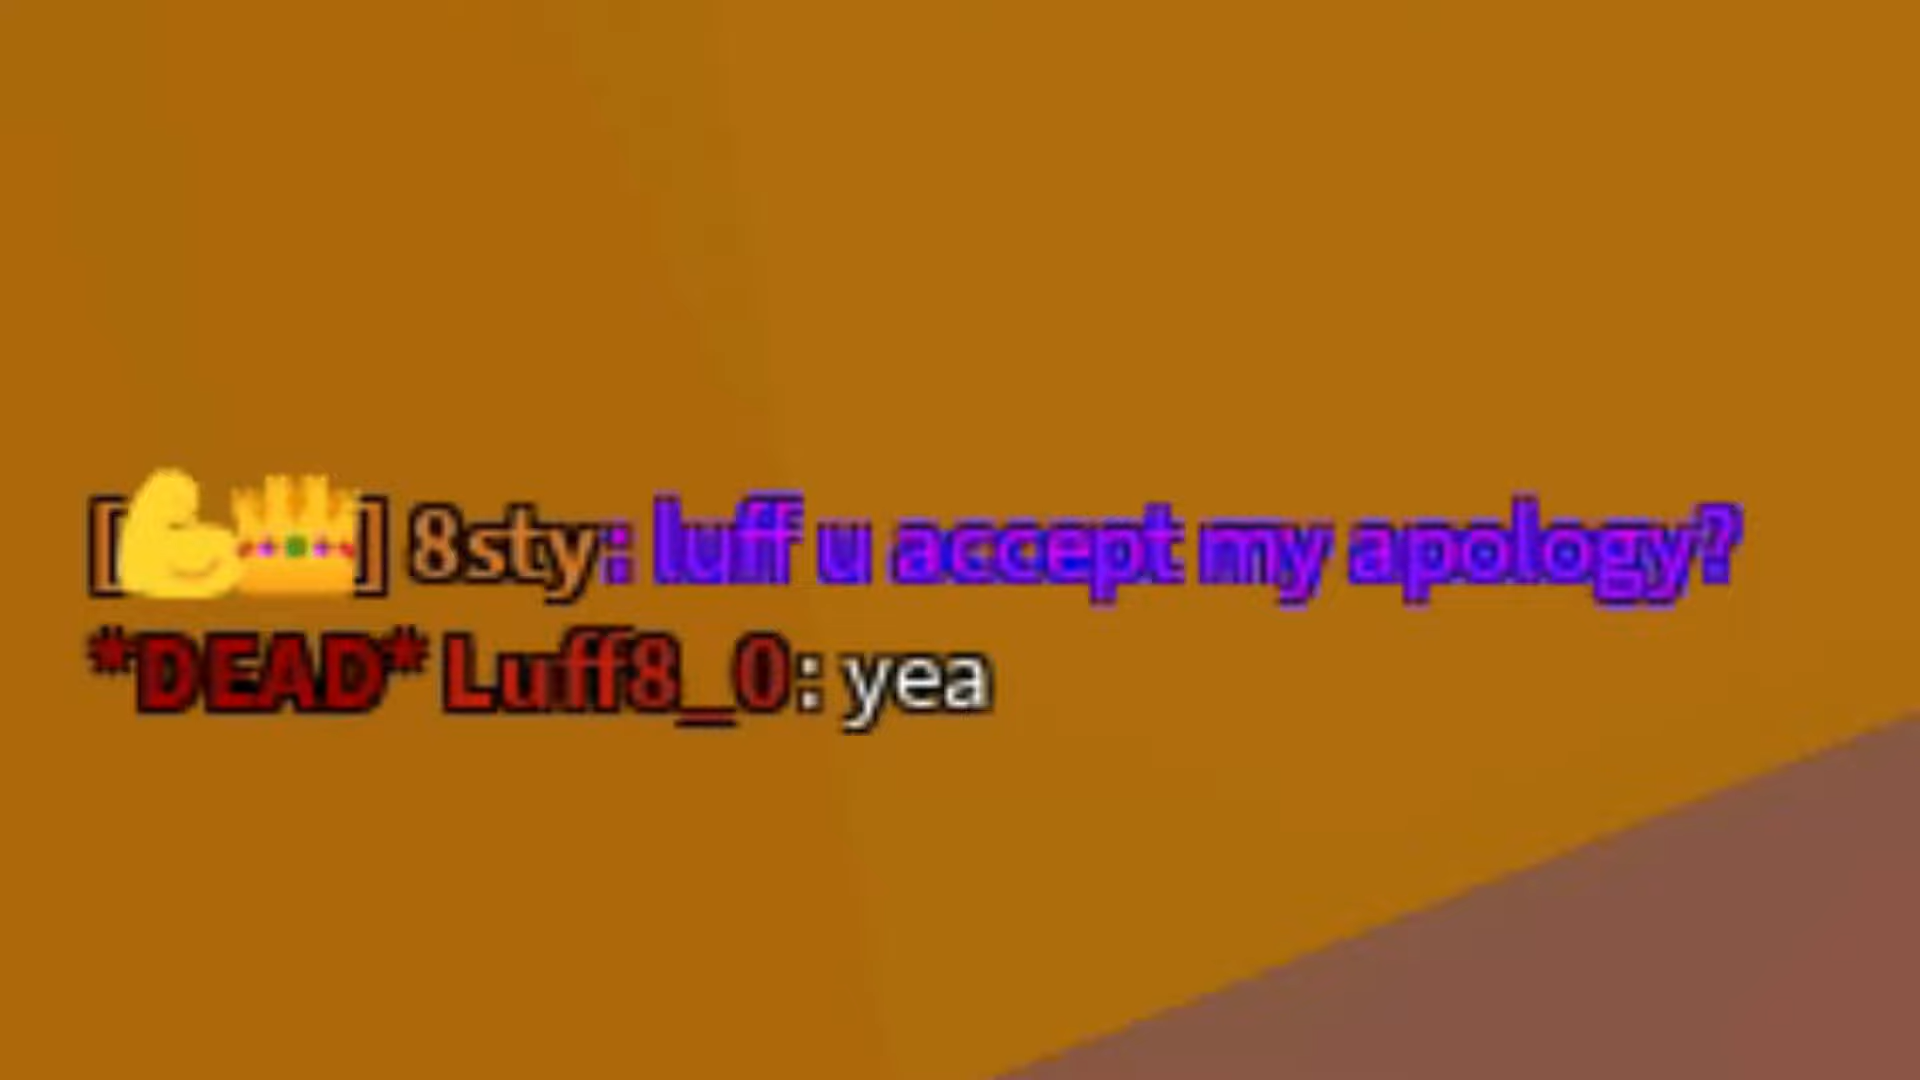 [💪👑] 8sty: luff u accept my apology?
*DEAD* Luff8_0: yea